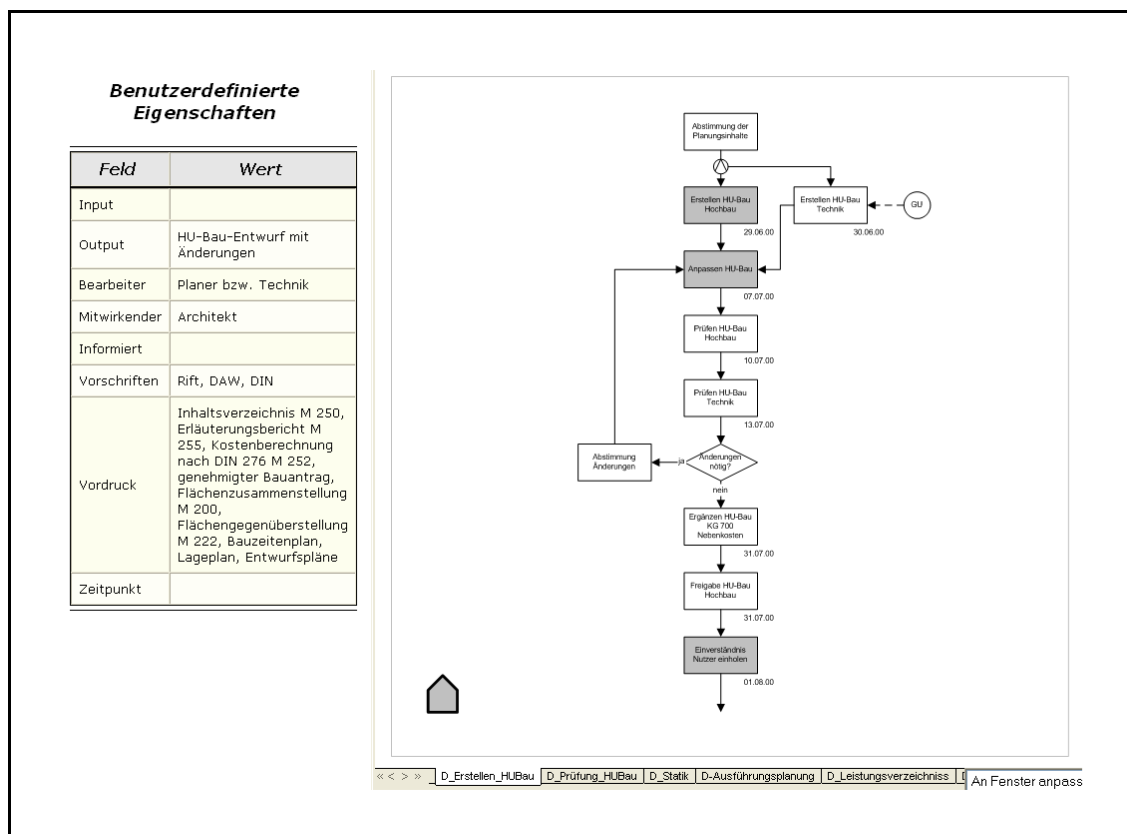 Benutzerdefinierte
Eigenschaften
Feld Wert
Input
Output HU-Bau-Entwurf mit
Änderungen
Bearbeiter Planer bzw. Technik
Mitwirkender Architekt
Informiert
Vorschriften Rift, DAW, DIN
Vordruck
Inhaltsverzeichnis M 250,
Erläuterungsbericht M
255, Kostenberechnung
nach DIN 276 M 252,
genehmigter Bauantrag,
Flächenzusammenstellung
M 200,
Flächengegenüberstellung
M 222, Bauzeitenplan,
Lageplan, Entwurfspläne
Zeitpunkt
Abstimmung der
Planungsinhalte
Erstellen HU-Bau
Hochbau
29.06.00
Erstellen HU-Bau
Technik
30.06.00
GU
Anpassen HU-Bau
07.07.00
Prüfen HU-Bau
Hochbau
10.07.00
Prüfen HU-Bau
Technik
13.07.00
Änderungen
nötig?
ja
Abstimmung
Änderungen
nein
Ergänzen HU-Bau
KG 700
Nebenkosten
31.07.00
Freigabe HU-Bau
Hochbau
31.07.00
Einverständnis
Nutzer einholen
01.08.00
« < > » D_Erstellen_HUBau D_Prüfung_HUBau D_Statik D-Ausführungsplanung D_Leistungsverzeichniss
An Fenster anpass